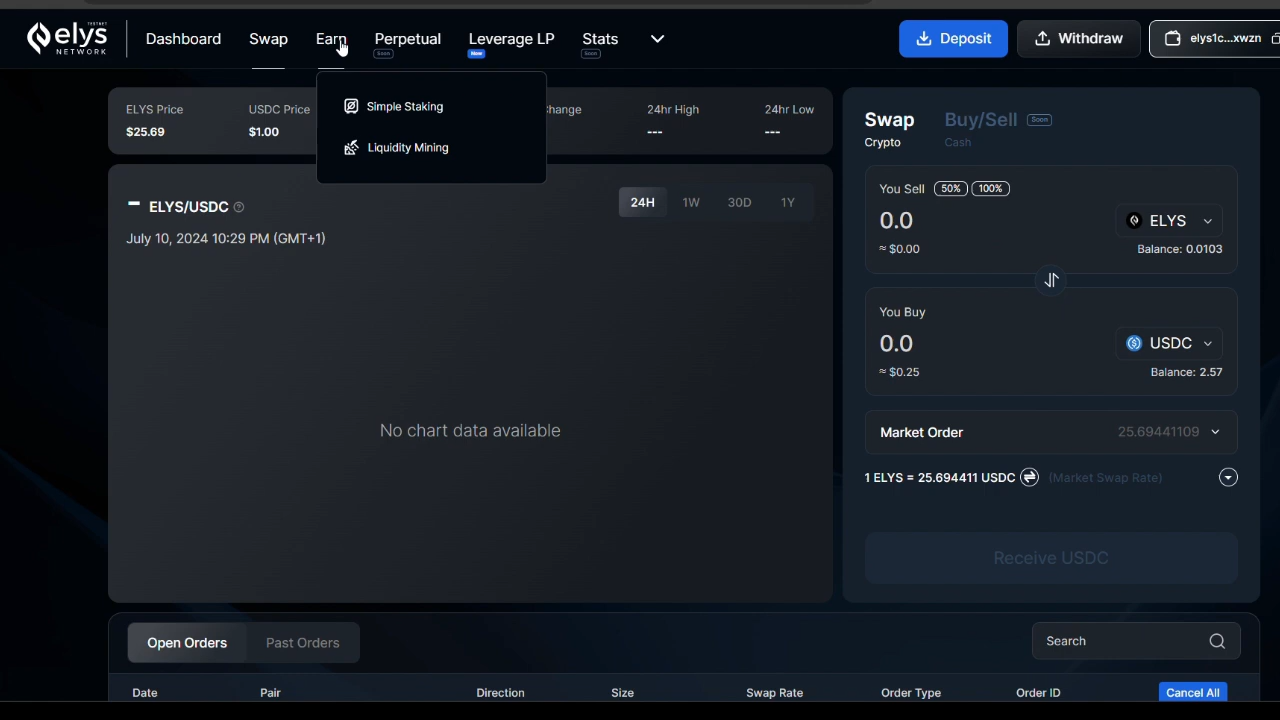 TESTNET
elys
NETWORK
Dashboard
Swap
Earn
Perpetual
Soon
Leverage LP
New
Stats
Soon
Deposit
Withdraw
elys1c...xwzn
Simple Staking
Liquidity Mining
ELYS Price
$25.69
USDC Price
$1.00
hange
24hr High
---
24hr Low
---
ELYS/USDC
July 10, 2024 10:29 PM (GMT+1)
24H 1W 30D 1Y
No chart data available
Swap
Crypto
Buy/Sell Soon
Cash
You Sell 50% 100%
0.0 ELYS
≈ $0.00 Balance: 0.0103
You Buy
0.0 USDC
≈ $0.25 Balance: 2.57
Market Order 25.69441109
1 ELYS = 25.694411 USDC (Market Swap Rate)
Receive USDC
Open Orders Past Orders Search
Date Pair Direction Size Swap Rate Order Type Order ID Cancel All